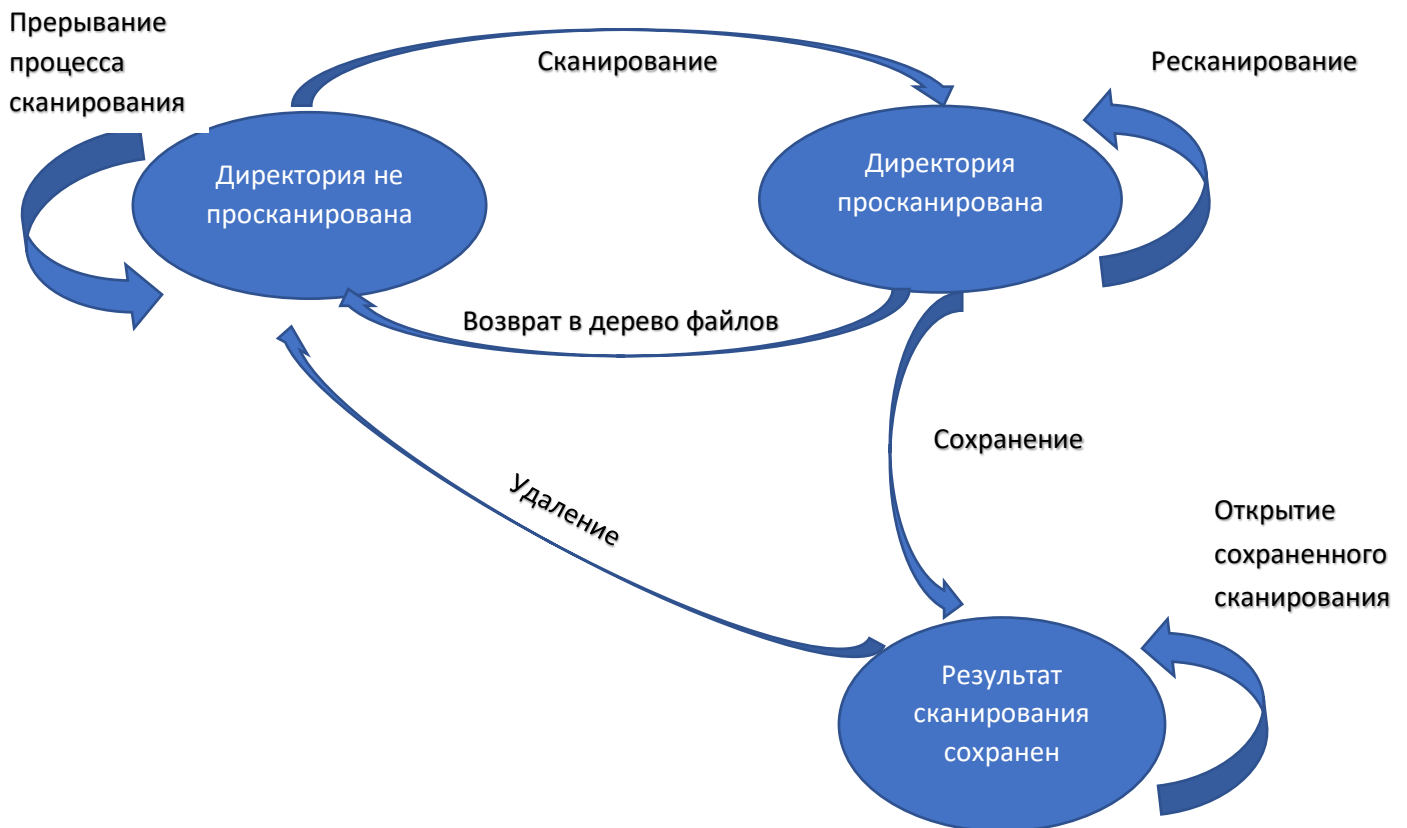 Прерывание
процесса
сканирования
Сканирование
Ресканирование
Директория не
просканирована
Директория
просканирована
Возврат в дерево файлов
Сохранение
Удаление
Открытие
сохраненного
сканирования
Результат
сканирования
сохранен